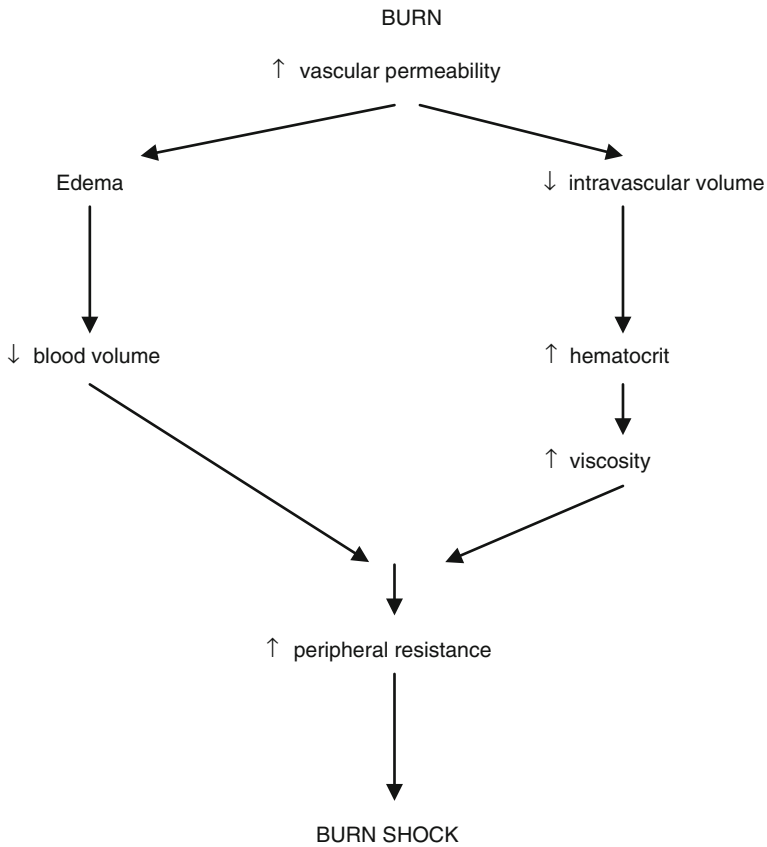 BURN
↑ vascular permeability
Edema
↓ intravascular volume
↓ blood volume
↑ hematocrit
↑ viscosity
↑ peripheral resistance
BURN SHOCK